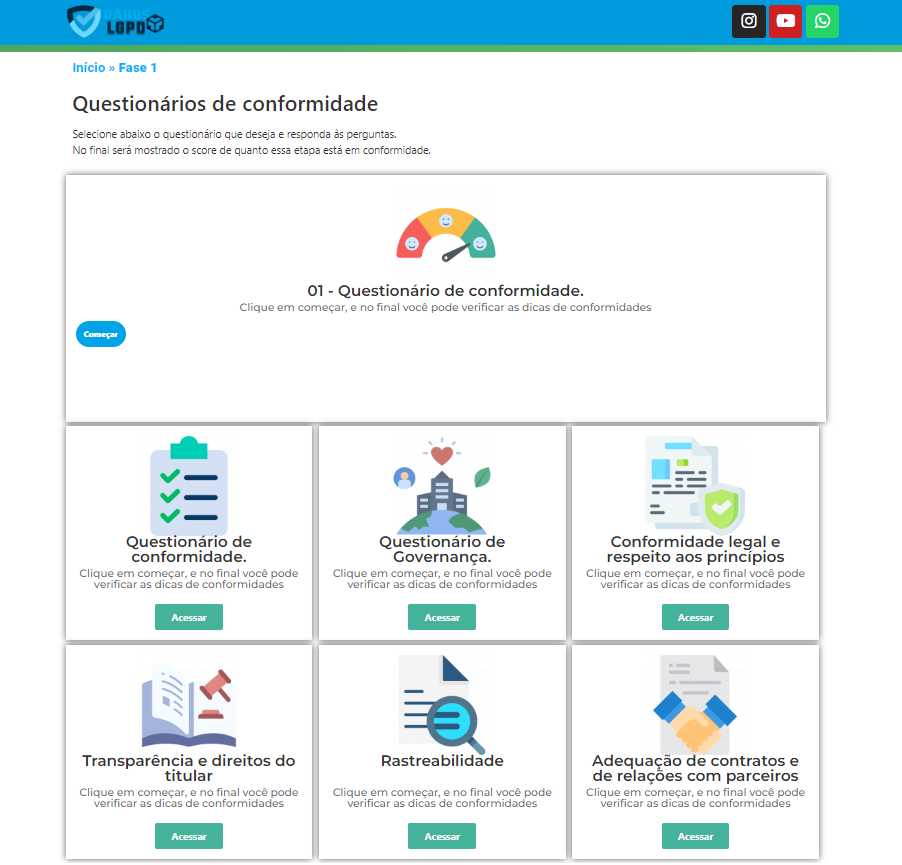 DADOS
LGPD
Início » Fase 1
Questionários de conformidade
Selecione abaixo o questionário que deseja e responda às perguntas.
No final será mostrado o score de quanto essa etapa está em conformidade.
01 - Questionário de conformidade.
Clique em começar, e no final você pode verificar as dicas de conformidades
Começar
Questionário de
conformidade.
Clique em começar, e no final você pode
verificar as dicas de conformidades
Acessar
Questionário de
Governança.
Clique em começar, e no final você pode
verificar as dicas de conformidades
Acessar
Conformidade legal e
respeito aos princípios
Clique em começar, e no final você pode
verificar as dicas de conformidades
Acessar
Transparência e direitos do
titular
Clique em começar, e no final você pode
verificar as dicas de conformidades
Acessar
Rastreabilidade
Clique em começar, e no final você pode
verificar as dicas de conformidades
Acessar
Adequação de contratos e
de relações com parceiros
Clique em começar, e no final você pode
verificar as dicas de conformidades
Acessar